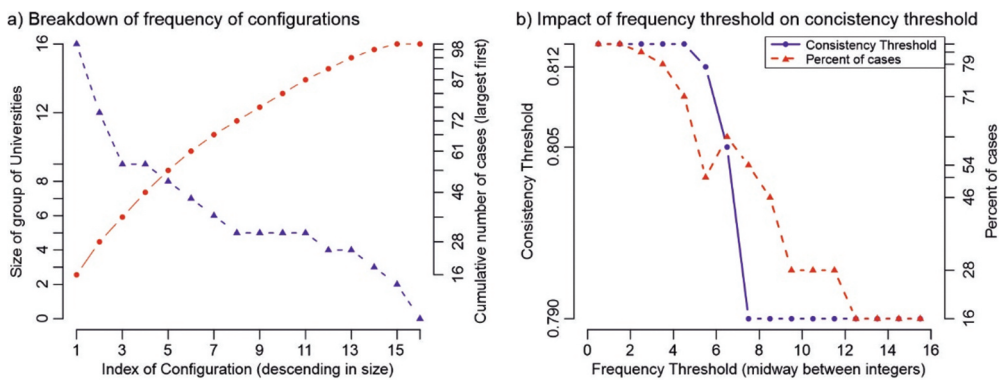 a) Breakdown of frequency of configurations
Size of group of Universities
16
12
8
6
4
2
0
98
87
72
61
46
28
16
Cumulative number of cases (largest first)
1 3 5 7 9 11 13 15
Index of Configuration (descending in size)
b) Impact of frequency threshold on concistency threshold
Consistency Threshold
Percent of cases
Consistency Threshold
0.812
0.805
0.790
79
71
54
46
28
16
Percent of cases
0 2 4 6 8 10 12 14 16
Frequency Threshold (midway between integers)